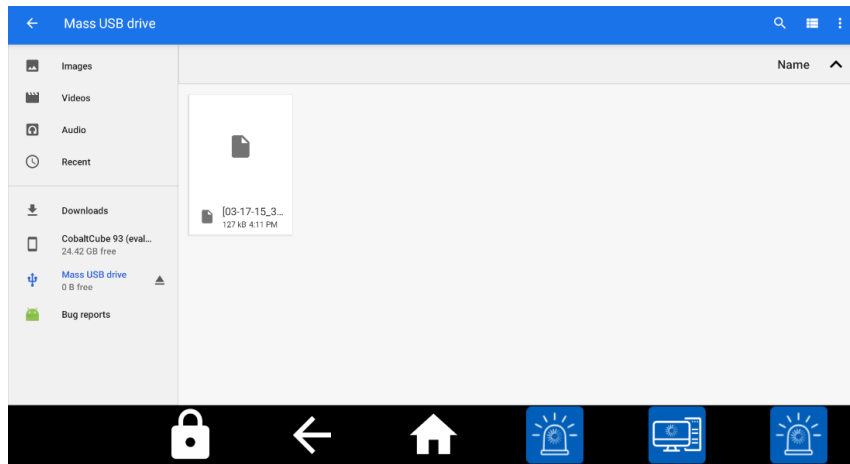 Mass USB drive
Images
Videos
Audio
Recent
Downloads
CobaltCube 93 (eval...
24.42 GB free
Mass USB drive
0 B free
Bug reports
Name
[03-17-15_3...
127 kB 4:11 PM